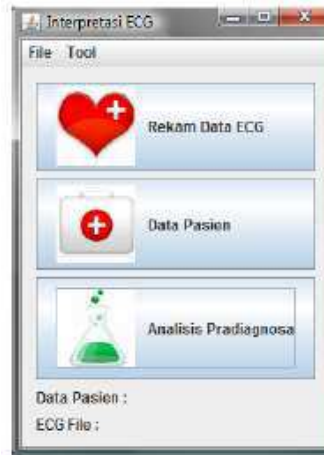 Interpretasi ECG
File Tool
Rekam Data ECG
Data Pasien
Analisis Pradiagnosa
Data Pasien :
ECG File :